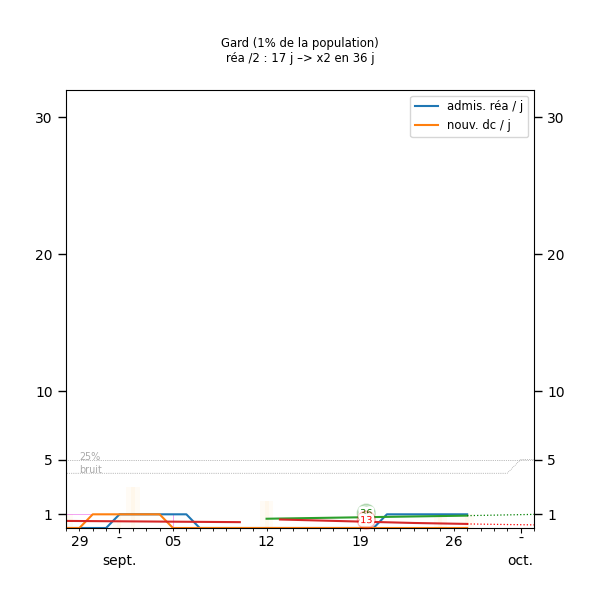 Gard (1% de la population)
réa /2 : 17 j –> x2 en 36 j
admis. réa / j
nouv. dc / j
30 30
20 20
10 10
25%
5 5
bruit
36
1 1
13
29 - 05 12 19 26 -
sept. oct.